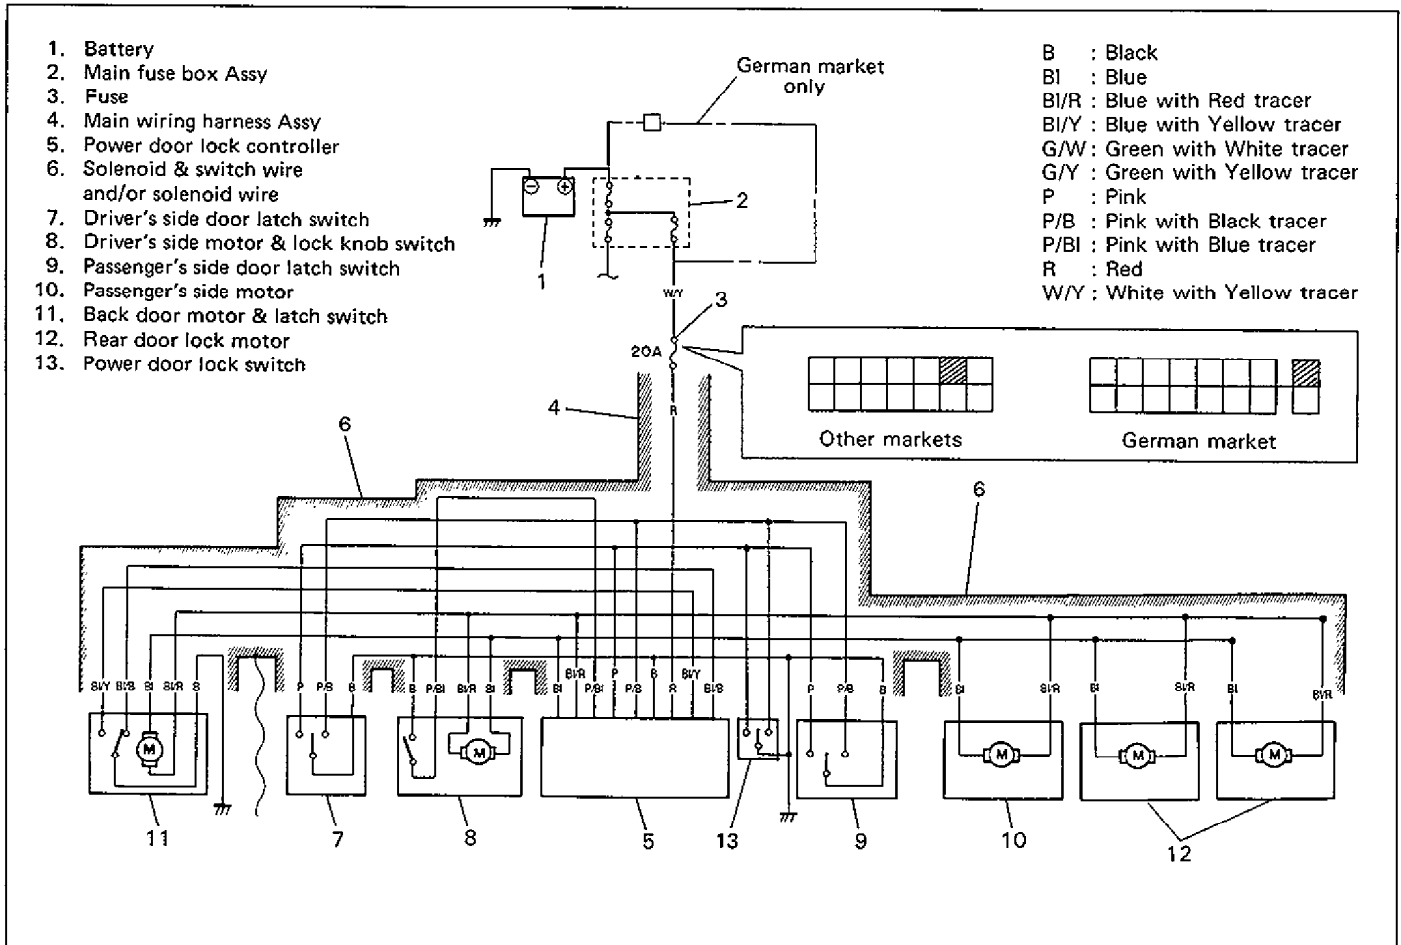 1. Battery
2. Main fuse box Assy
3. Fuse
4. Main wiring harness Assy
5. Power door lock controller
6. Solenoid & switch wire
and/or solenoid wire
7. Driver's side door latch switch
8. Driver's side motor & lock knob switch
9. Passenger's side door latch switch
10. Passenger's side motor
11. Back door motor & latch switch
12. Rear door lock motor
13. Power door lock switch
German market
only
B : Black
Bl : Blue
Bl/R : Blue with Red tracer
Bl/Y : Blue with Yellow tracer
G/W : Green with White tracer
G/Y : Green with Yellow tracer
P : Pink
P/B : Pink with Black tracer
P/Bl : Pink with Blue tracer
R : Red
W/Y : White with Yellow tracer
2
1
W/Y
3
20A
4
R
Other markets
German market
6
6
Bl/Y Bl/B Bl Bl/R B
P P/B B
B P/Bl Bl/R Bl
Bl Bl/R P/Bl P P/B B R Bl/Y Bl/B
P P/B B
Bl Bl/R
Bl Bl/R
Bl Bl/R
M
M
M
M
M
11
7
8
5
13
9
10
12